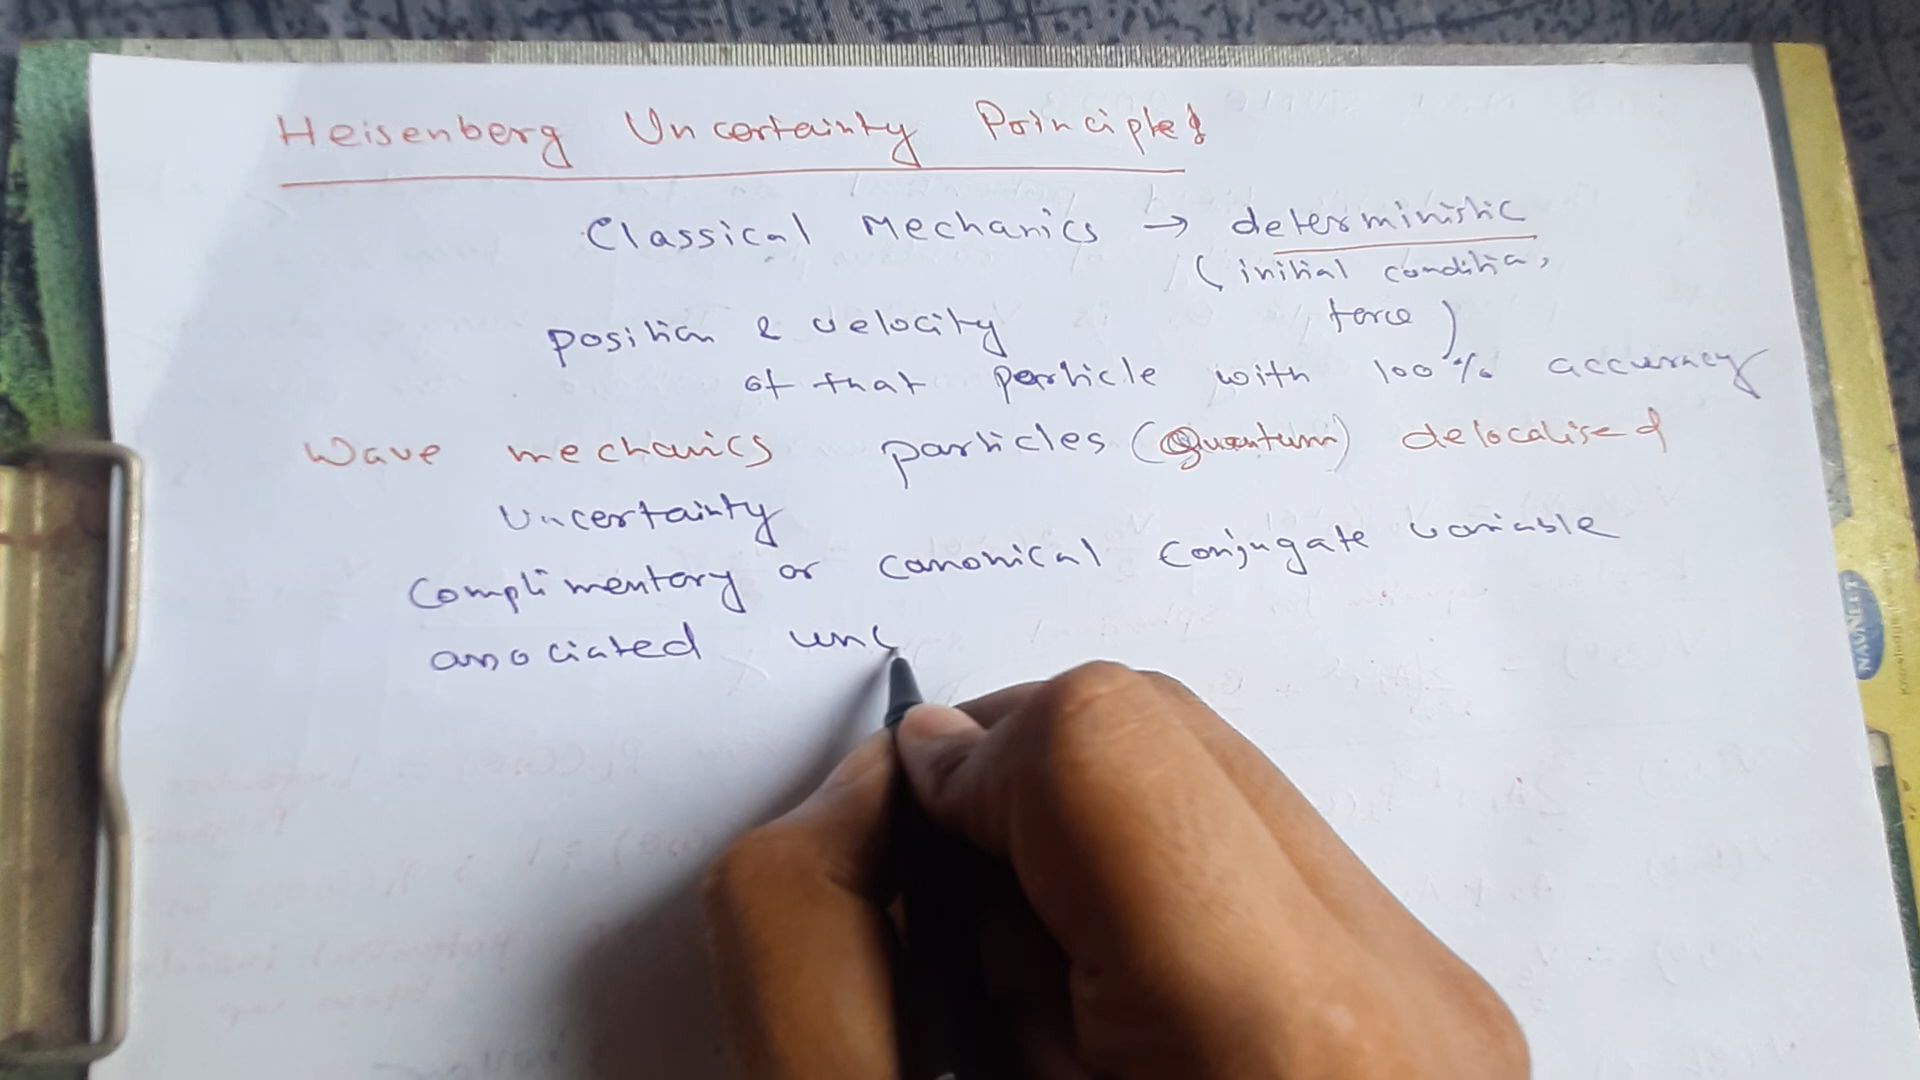 Heisenberg Uncertainty Principle:
Classical Mechanics → deterministic
(initial condition,
force)
position & velocity
of that particle with 100% accuracy
Wave mechanics particles (Quantum) delocalised
Uncertainty
Complimentary or canonical conjugate variable
associated unc
NAVNEET